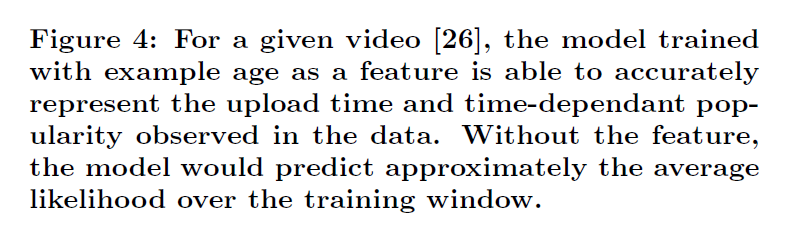 Figure 4: For a given video [26], the model trained
with example age as a feature is able to accurately
represent the upload time and time-dependant pop-
ularity observed in the data. Without the feature,
the model would predict approximately the average
likelihood over the training window.